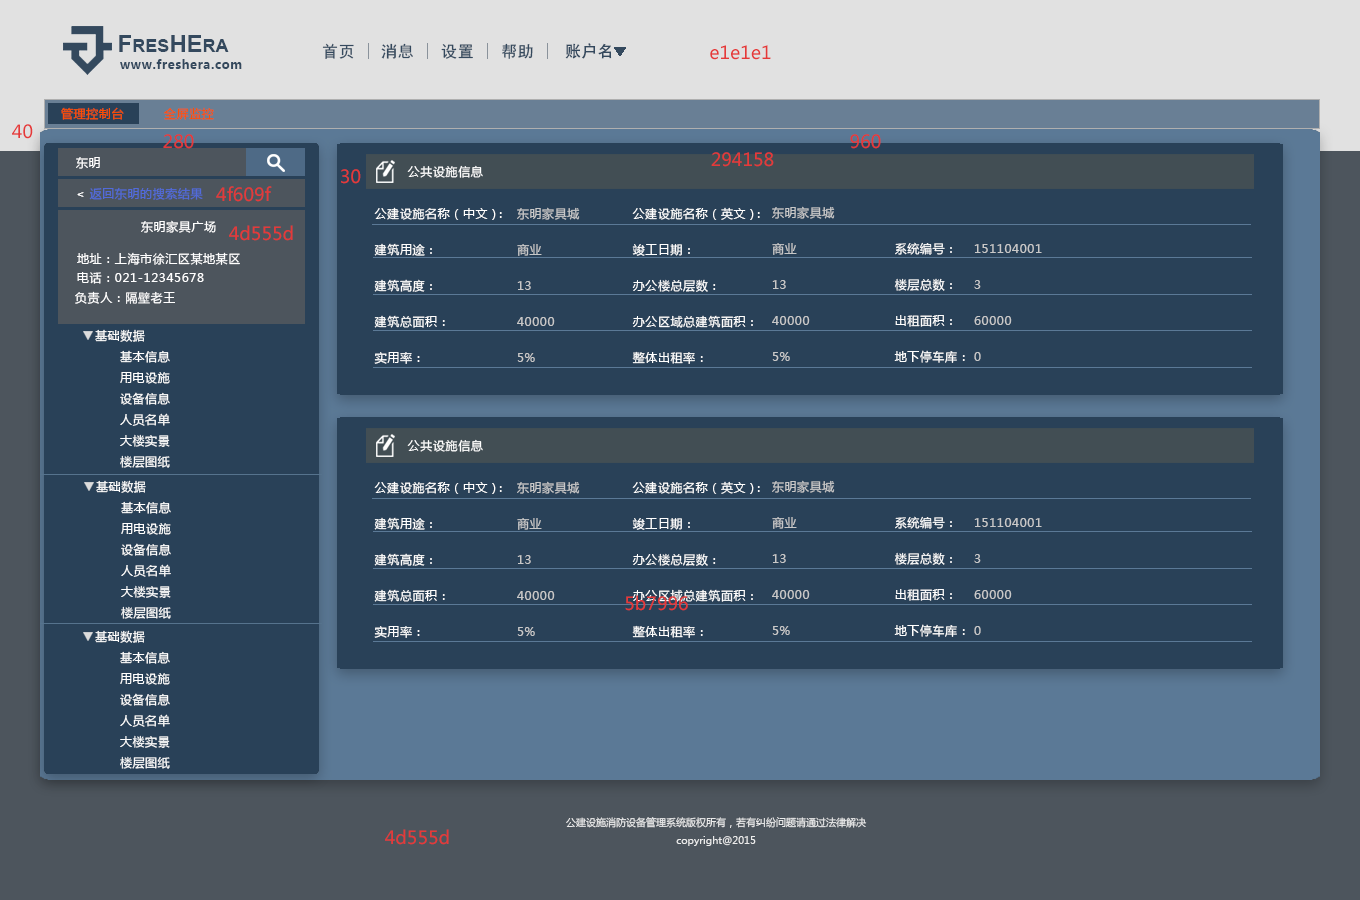 FRESHERA
www.freshera.com
首页 消息 设置 帮助 账户名
e1e1e1
管理控制台 全部监控
40
280
960
东明
< 返回东明的搜索结果
4f609f
东明家具广场
4d555d
地址：上海市徐汇区某地某区
电话：021-12345678
负责人：隔壁老王
▼基础数据
基本信息
用电设施
设备信息
人员名单
大楼实景
楼层图纸
▼基础数据
基本信息
用电设施
设备信息
人员名单
大楼实景
楼层图纸
▼基础数据
基本信息
用电设施
设备信息
人员名单
大楼实景
楼层图纸
30
294158
公共设施信息
公建设施名称（中文）： 东明家具城 公建设施名称（英文）： 东明家具城
建筑用途： 商业 竣工日期： 商业 系统编号： 151104001
建筑高度： 13 办公楼总层数： 13 楼层总数： 3
建筑总面积： 40000 办公区域总建筑面积： 40000 出租面积： 60000
实用率： 5% 整体出租率： 5% 地下停车库： 0
公共设施信息
公建设施名称（中文）： 东明家具城 公建设施名称（英文）： 东明家具城
建筑用途： 商业 竣工日期： 商业 系统编号： 151104001
建筑高度： 13 办公楼总层数： 13 楼层总数： 3
建筑总面积： 40000 办公区域总建筑面积： 40000 出租面积： 60000
5b7996
实用率： 5% 整体出租率： 5% 地下停车库： 0
4d555d
公建设施消防设备管理系统版权所有，若有纠纷问题请通过法律解决
copyright@2015